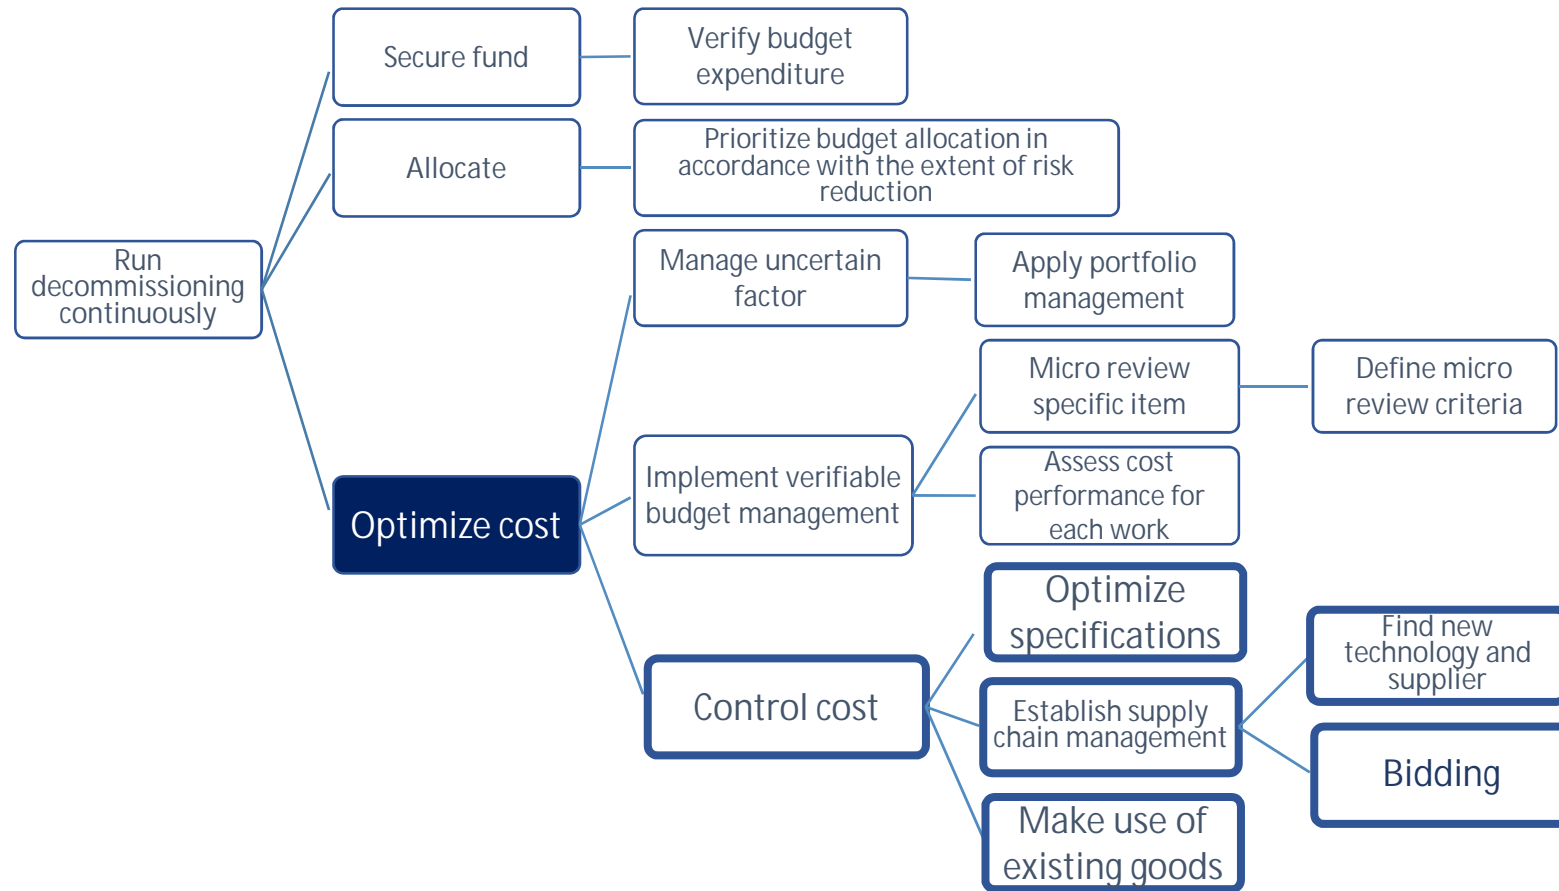 Secure fund
Verify budget
expenditure
Allocate
Prioritize budget allocation in
accordance with the extent of risk
reduction
Run
decommissioning
continuously
Manage uncertain
factor
Apply portfolio
management
Micro review
specific item
Define micro
review criteria
Optimize cost
Implement verifiable
budget management
Assess cost
performance for
each work
Optimize
specifications
Control cost
Establish supply
chain management
Find new
technology and
supplier
Bidding
Make use of
existing goods